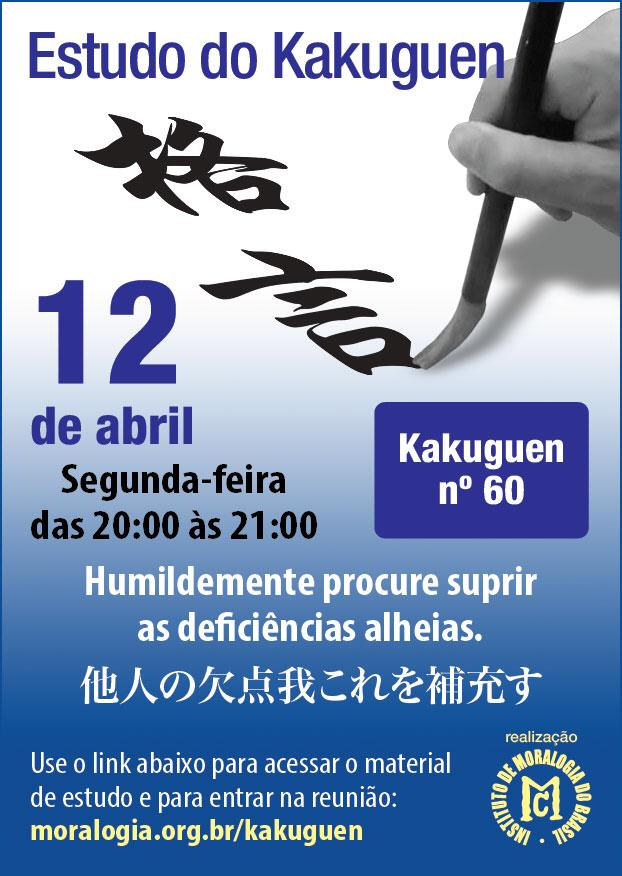 Estudo do Kakuguen
格言
12
de abril
Segunda-feira
das 20:00 às 21:00
Kakuguen
nº 60
Humildemente procure suprir
as deficiências alheias.
他人の欠点我これを補充す
Use o link abaixo para acessar o material
de estudo e para entrar na reunião:
moralogia.org.br/kakuguen
realização
INSTITUTO DE MORALOGIA DO BRASIL
MC